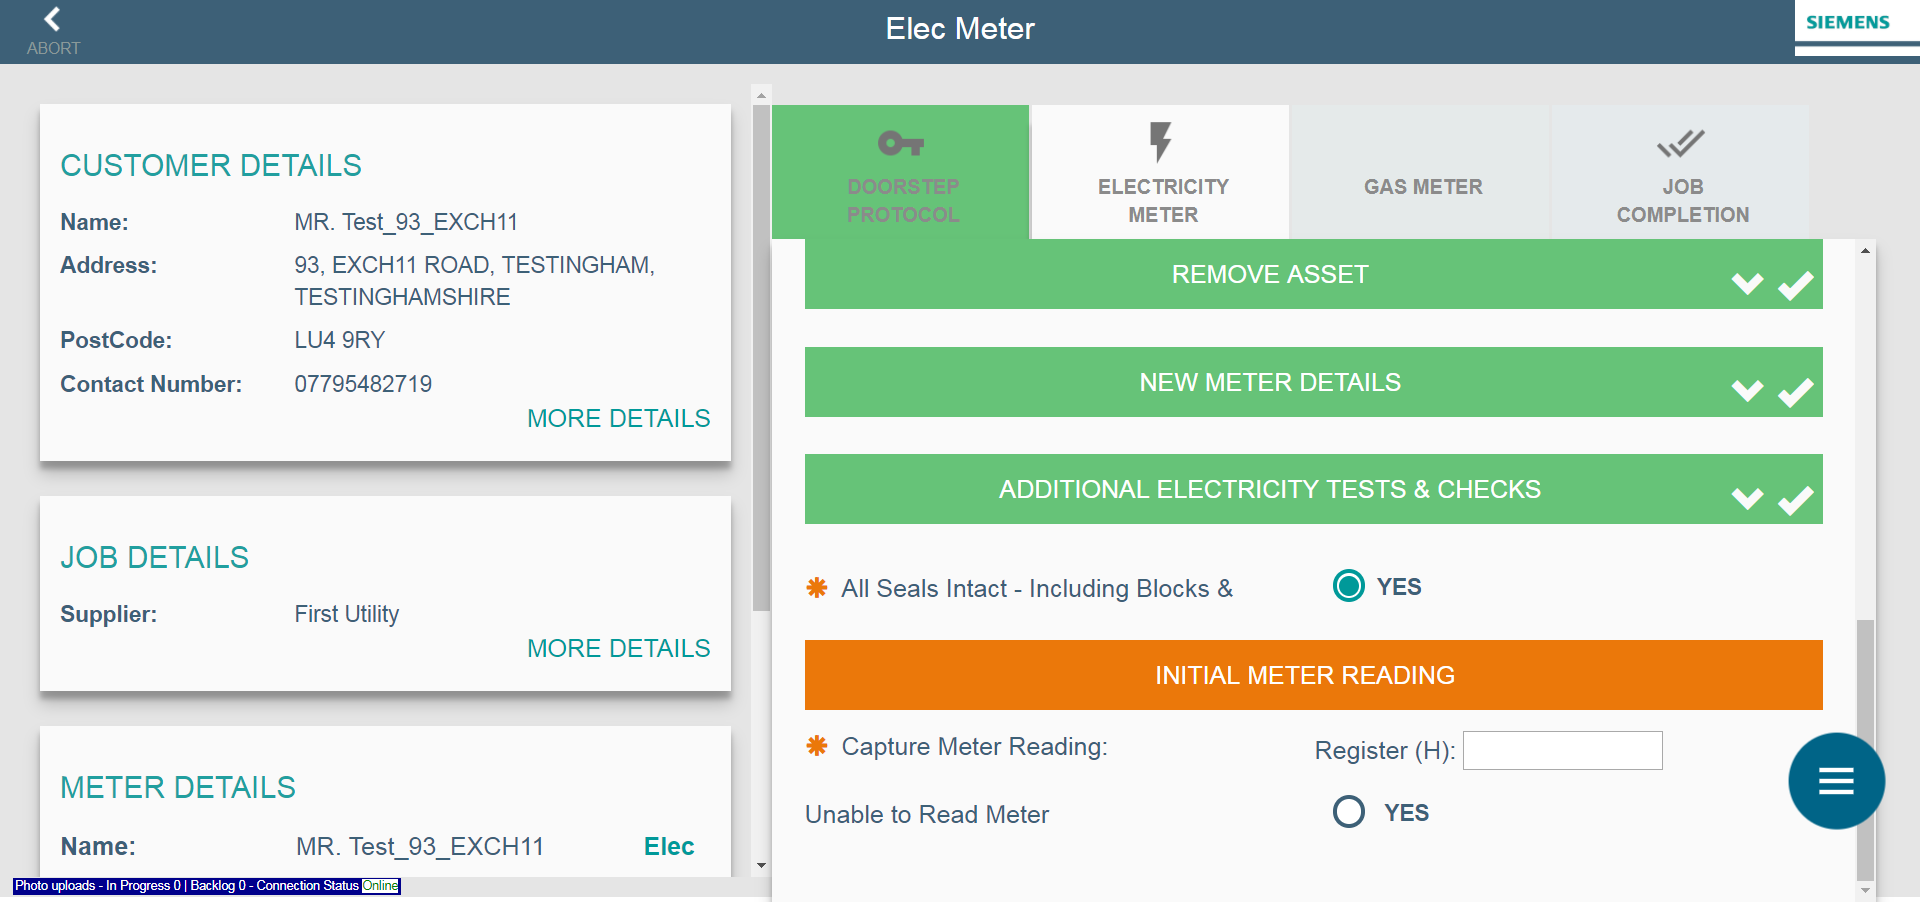 ABORT
Elec Meter
SIEMENS
CUSTOMER DETAILS
Name: MR. Test_93_EXCH11
Address: 93, EXCH11 ROAD, TESTINGHAM,
TESTINGHAMSHIRE
PostCode: LU4 9RY
Contact Number: 07795482719
MORE DETAILS
JOB DETAILS
Supplier: First Utility
MORE DETAILS
METER DETAILS
Name: MR. Test_93_EXCH11 Elec
Photo uploads - In Progress 0 | Backlog 0 - Connection Status Online
DOORSTEP
PROTOCOL
ELECTRICITY
METER
GAS METER
JOB
COMPLETION
REMOVE ASSET
NEW METER DETAILS
ADDITIONAL ELECTRICITY TESTS & CHECKS
✱ All Seals Intact - Including Blocks & YES
INITIAL METER READING
✱ Capture Meter Reading: Register (H):
Unable to Read Meter YES